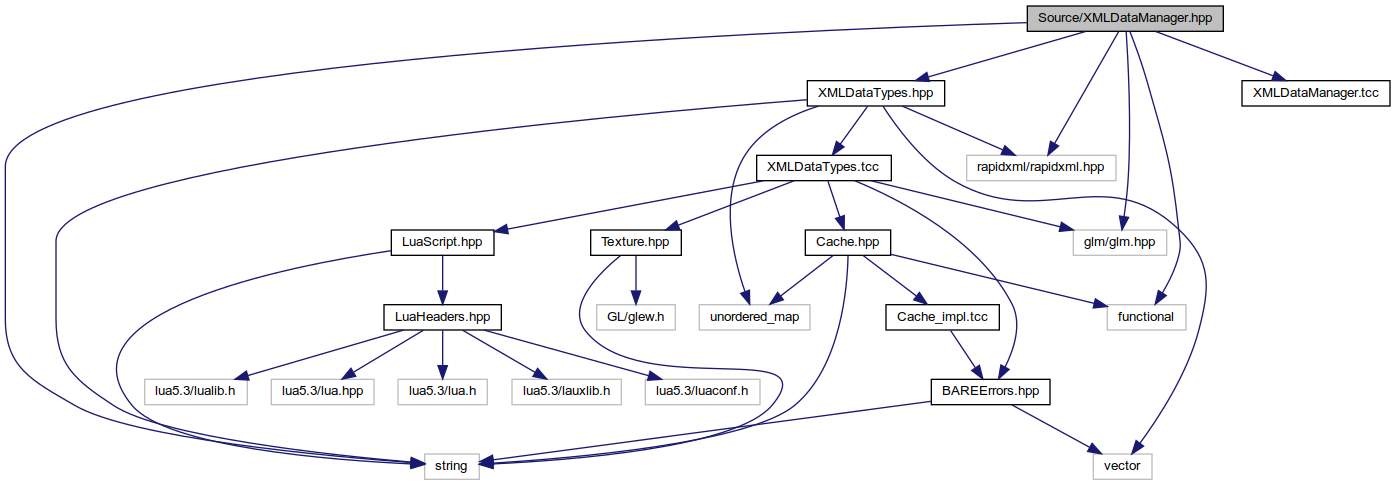 Source/XMLDataManager.hpp
XMLDataTypes.hpp
XMLDataManager.tcc
XMLDataTypes.tcc
rapidxml/rapidxml.hpp
LuaScript.hpp
Texture.hpp
Cache.hpp
glm/glm.hpp
LuaHeaders.hpp
GL/glew.h
unordered_map
Cache_impl.tcc
functional
lua5.3/lualib.h
lua5.3/lua.hpp
lua5.3/lua.h
lua5.3/lauxlib.h
lua5.3/luaconf.h
BAREErrors.hpp
string
vector